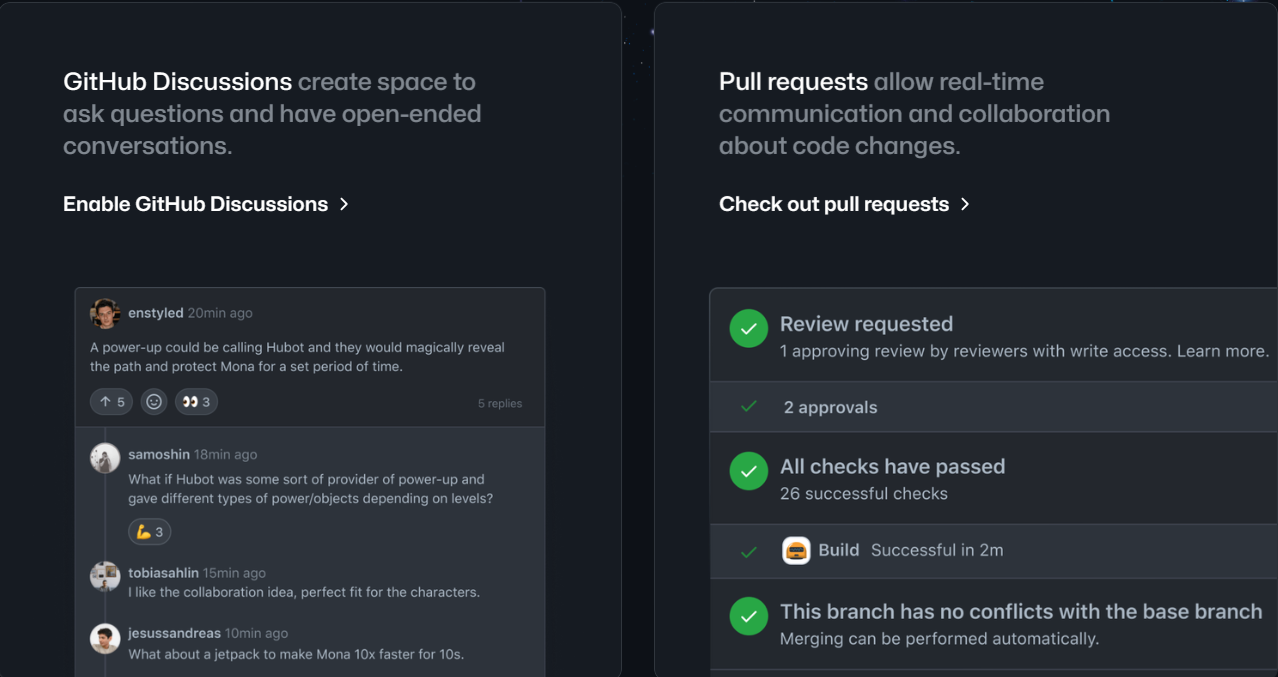 GitHub Discussions create space to
ask questions and have open-ended
conversations.
Enable GitHub Discussions
enstyled 20min ago
A power-up could be calling Hubot and they would magically reveal
the path and protect Mona for a set period of time.
5
3
5 replies
samoshin 18min ago
What if Hubot was some sort of provider of power-up and
gave different types of power/objects depending on levels?
3
tobiasahlin 15min ago
I like the collaboration idea, perfect fit for the characters.
jesussandreas 10min ago
What about a jetpack to make Mona 10x faster for 10s.
Pull requests allow real-time
communication and collaboration
about code changes.
Check out pull requests
Review requested
1 approving review by reviewers with write access. Learn more.
2 approvals
All checks have passed
26 successful checks
Build Successful in 2m
This branch has no conflicts with the base branch
Merging can be performed automatically.